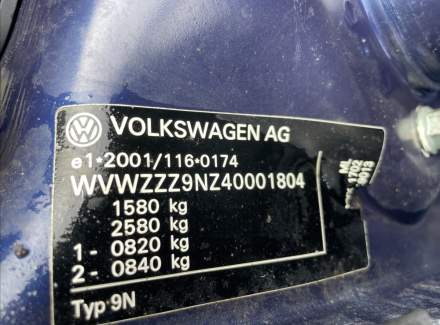 VOLKSWAGEN AG
e1*2001/116*0174
WVWZZZ9NZ40001804
1580 kg
2580 kg
1- 0820 kg
2- 0840 kg
Typ 9N